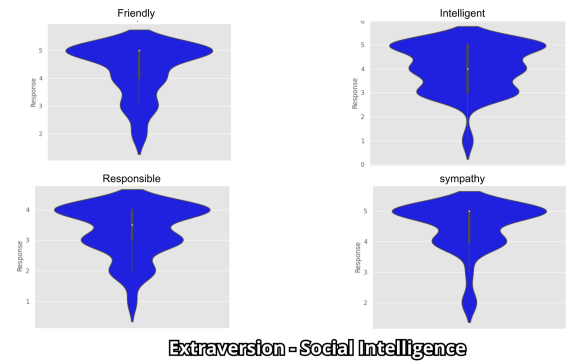 Friendly
Response
5
4
3
2
Intelligent
Response
6
5
4
3
2
1
0
Responsible
Response
4
3
2
1
sympathy
Response
5
4
3
2
Extraversion - Social Intelligence